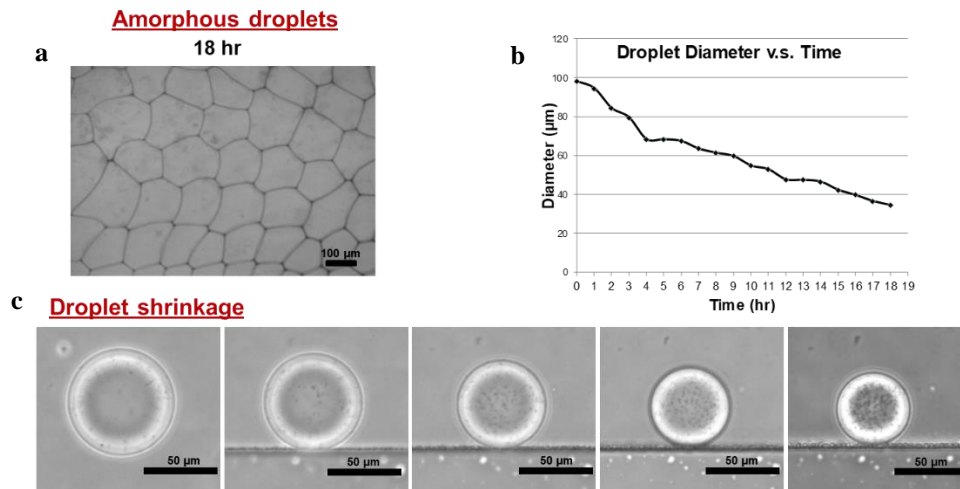 Amorphous droplets
18 hr
a
100 µm
b
Droplet Diameter v.s. Time
120
100
80
60
40
20
0
Diameter (µm)
0 1 2 3 4 5 6 7 8 9 10 11 12 13 14 15 16 17 18 19
Time (hr)
c
Droplet shrinkage
50 µm
50 µm
50 µm
50 µm
50 µm